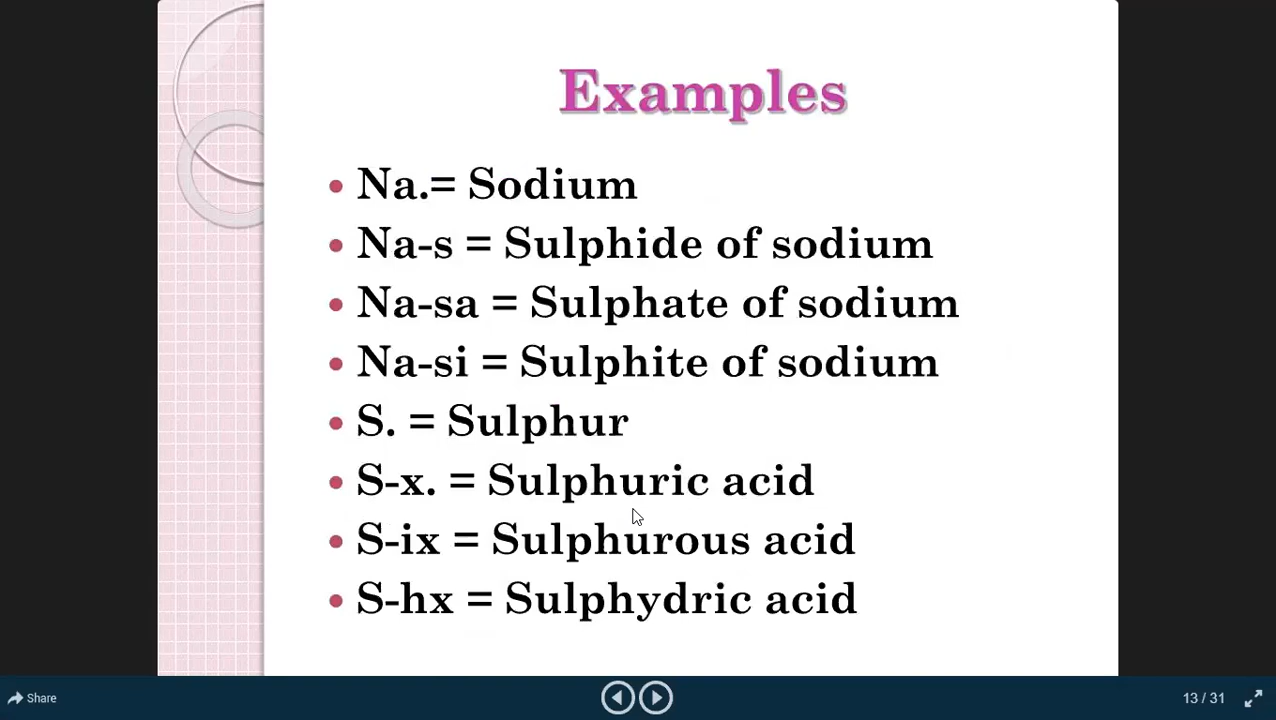 Examples
• Na.= Sodium
• Na-s = Sulphide of sodium
• Na-sa = Sulphate of sodium
• Na-si = Sulphite of sodium
• S. = Sulphur
• S-x. = Sulphuric acid
• S-ix = Sulphurous acid
• S-hx = Sulphydric acid
Share
13 / 31